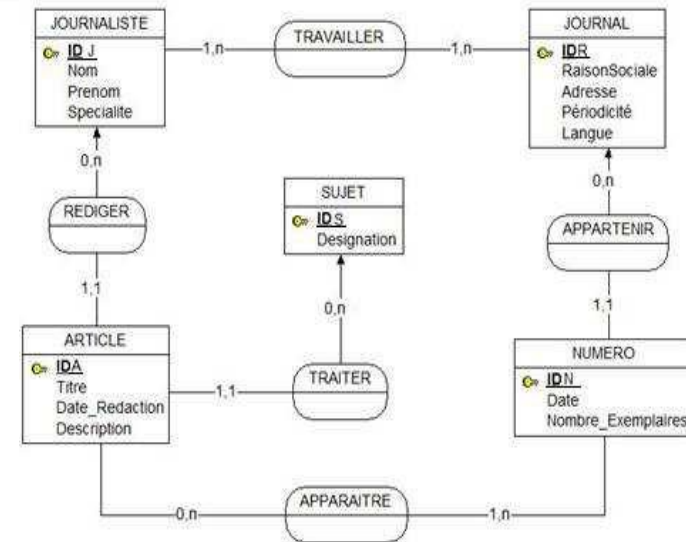 JOURNALISTE
ID J
Nom
Prenom
Specialite
1,n
TRAVAILLER
1,n
JOURNAL
IDR
RaisonSociale
Adresse
Périodicité
Langue
0,n
REDIGER
1,1
SUJET
IDS
Designation
0,n
APPARTENIR
1,1
0,n
ARTICLE
IDA
Titre
Date_Redaction
Description
1,1
TRAITER
NUMERO
IDN
Date
Nombre_Exemplaires
0,n
APPARAITRE
1,n